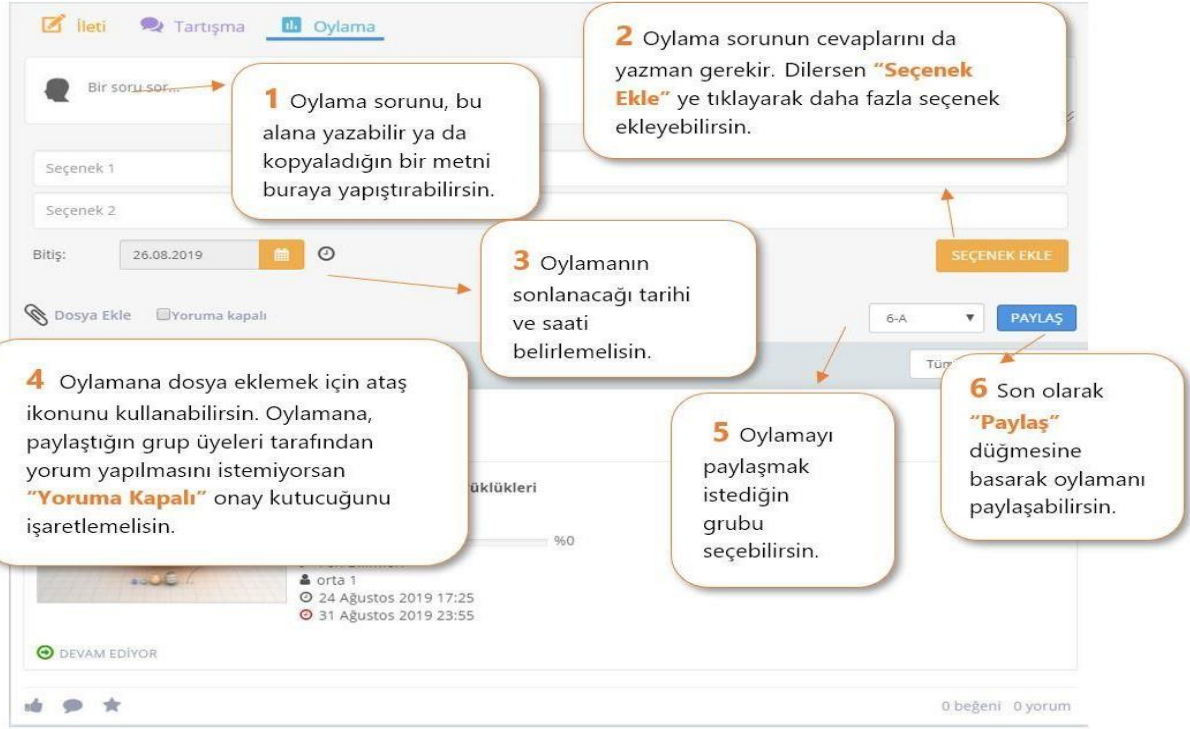 İleti Tartışma Oylama
Bir soru sor...
1 Oylama sorunu, bu
alana yazabilir ya da
kopyaladığın bir metni
buraya yapıştırabilirsin.
2 Oylama sorunun cevaplarını da
yazman gerekir. Dilersen “Seçenek
Ekle” ye tıklayarak daha fazla seçenek
ekleyebilirsin.
Seçenek 1
Seçenek 2
Bitiş: 26.08.2019
SEÇENEK EKLE
3 Oylamanın
sonlanacağı tarihi
ve saati
belirlemelisin.
Dosya Ekle Yoruma kapalı
6-A PAYLAŞ
4 Oylamana dosya eklemek için ataş
ikonunu kullanabilirsin. Oylamana,
paylaştığın grup üyeleri tarafından
yorum yapılmasını istemiyorsan
“Yoruma Kapalı” onay kutucuğunu
işaretlemelisin.
5 Oylamayı
paylaşmak
istediğin
grubu
seçebilirsin.
6 Son olarak
“Paylaş”
düğmesine
basarak oylamanı
paylaşabilirsin.
%0
orta 1
24 Ağustos 2019 17:25
31 Ağustos 2019 23:55
DEVAM EDİYOR
0 beğeni 0 yorum